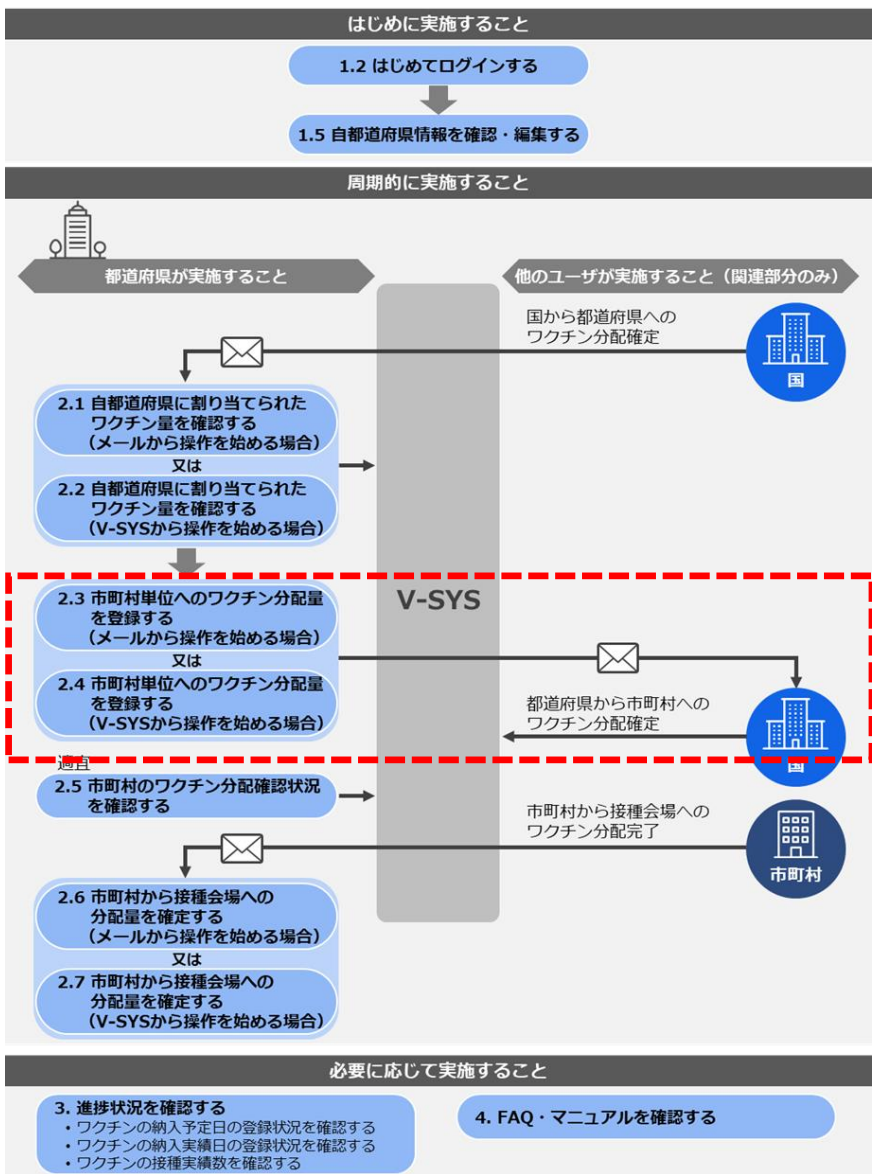 はじめに実施すること
1.2 はじめてログインする
1.5 自都道府県情報を確認・編集する
周期的に実施すること
都道府県が実施すること
他のユーザが実施すること（関連部分のみ）
国から都道府県への
ワクチン分配確定
国
2.1 自都道府県に割り当てられた
ワクチン量を確認する
（メールから操作を始める場合）
又は
2.2 自都道府県に割り当てられた
ワクチン量を確認する
（V-SYSから操作を始める場合）
V-SYS
2.3 市町村単位へのワクチン分配量
を登録する
（メールから操作を始める場合）
又は
2.4 市町村単位へのワクチン分配量
を登録する
（V-SYSから操作を始める場合）
都道府県から市町村への
ワクチン分配確定
国
適宜
2.5 市町村のワクチン分配確認状況
を確認する
市町村から接種会場への
ワクチン分配完了
市町村
2.6 市町村から接種会場への
分配量を確定する
（メールから操作を始める場合）
又は
2.7 市町村から接種会場への
分配量を確定する
（V-SYSから操作を始める場合）
必要に応じて実施すること
3. 進捗状況を確認する
・ワクチンの納入予定日の登録状況を確認する
・ワクチンの納入実績日の登録状況を確認する
・ワクチンの接種実績数を確認する
4. FAQ・マニュアルを確認する